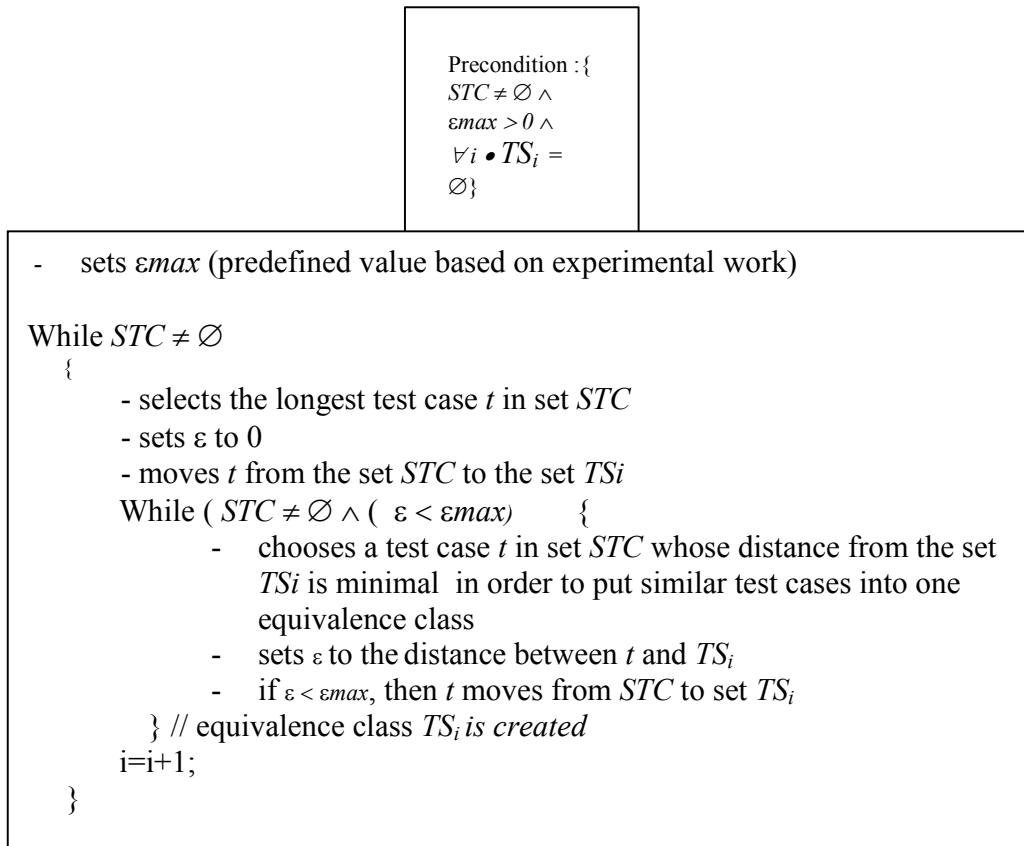 Precondition :{
STC ≠ ∅ ∧
εmax > 0 ∧
∀i • TSi =
∅}
- sets εmax (predefined value based on experimental work)
While STC ≠ ∅
{
- selects the longest test case t in set STC
- sets ε to 0
- moves t from the set STC to the set TSi
While ( STC ≠ ∅ ∧ ( ε < εmax) {
- chooses a test case t in set STC whose distance from the set
TSi is minimal in order to put similar test cases into one
equivalence class
- sets ε to the distance between t and TSi
- if ε < εmax, then t moves from STC to set TSi
} // equivalence class TSi is created
i=i+1;
}